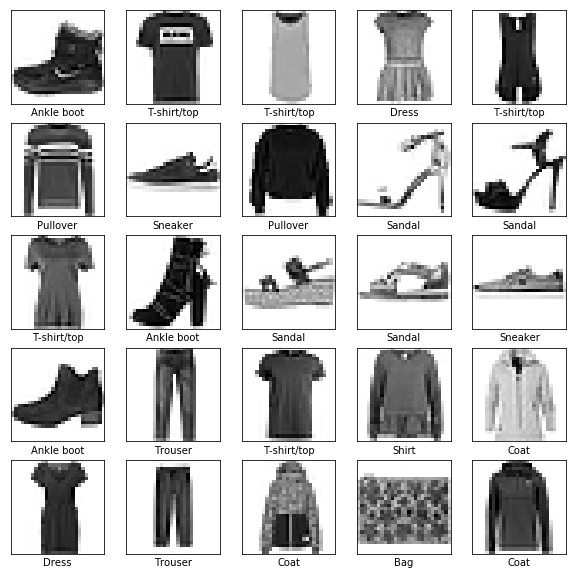 Ankle boot
T-shirt/top
T-shirt/top
Dress
T-shirt/top
Pullover
Sneaker
Pullover
Sandal
Sandal
T-shirt/top
Ankle boot
Sandal
Sandal
Sneaker
Ankle boot
Trouser
T-shirt/top
Shirt
Coat
Dress
Trouser
Coat
Bag
Coat